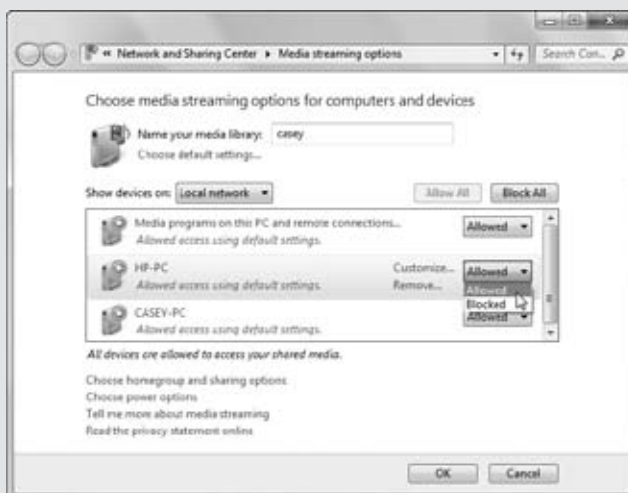 « Network and Sharing Center ▸ Media streaming options
Search Con...
Choose media streaming options for computers and devices
Name your media library: casey
Choose default settings...
Show devices on: Local network
Allow All
Block All
Media programs on this PC and remote connections...
Allowed
Allowed access using default settings.
HP-PC
Customize...
Allowed
Allowed access using default settings.
Remove...
Allowed
Blocked
CASEY-PC
Allowed
Allowed access using default settings.
All devices are allowed to access your shared media.
Choose homegroup and sharing options
Choose power options
Tell me more about media streaming
Read the privacy statement online
OK
Cancel